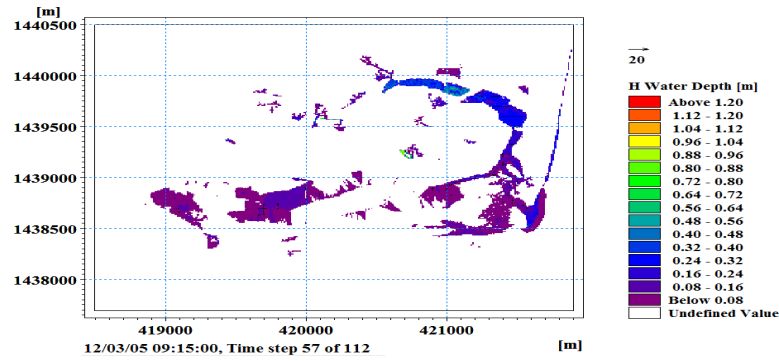 [m]
1440500
1440000
1439500
1439000
1438500
1438000
419000
420000
421000
[m]
12/03/05 09:15:00, Time step 57 of 112
20
H Water Depth [m]
Above 1.20
1.12 - 1.20
1.04 - 1.12
0.96 - 1.04
0.88 - 0.96
0.80 - 0.88
0.72 - 0.80
0.64 - 0.72
0.56 - 0.64
0.48 - 0.56
0.40 - 0.48
0.32 - 0.40
0.24 - 0.32
0.16 - 0.24
0.08 - 0.16
Below 0.08
Undefined Value